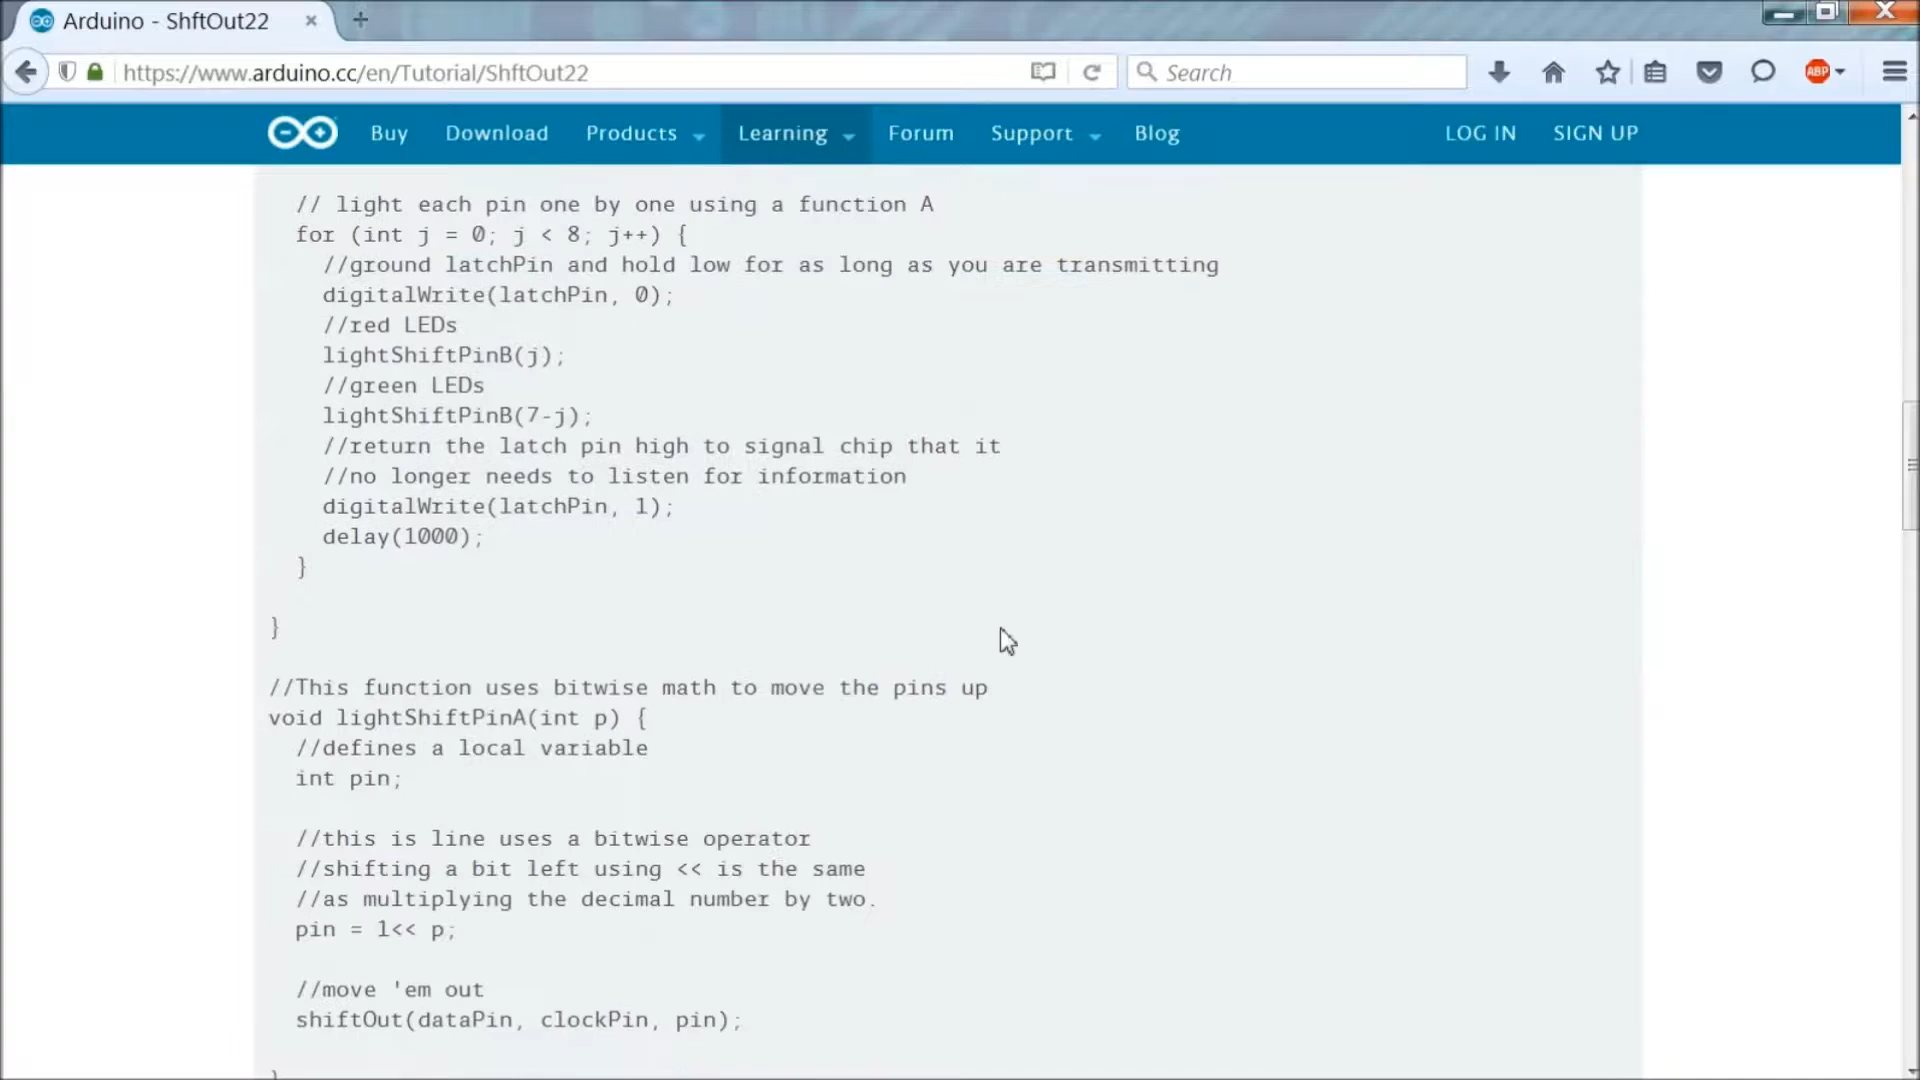 Arduino - ShftOut22
https://www.arduino.cc/en/Tutorial/ShftOut22
Search
ABP
Buy Download Products Learning Forum Support Blog LOG IN SIGN UP
// light each pin one by one using a function A
for (int j = 0; j < 8; j++) {
//ground latchPin and hold low for as long as you are transmitting
digitalWrite(latchPin, 0);
//red LEDs
lightShiftPinB(j);
//green LEDs
lightShiftPinB(7-j);
//return the latch pin high to signal chip that it
//no longer needs to listen for information
digitalWrite(latchPin, 1);
delay(1000);
}
}
//This function uses bitwise math to move the pins up
void lightShiftPinA(int p) {
//defines a local variable
int pin;
//this is line uses a bitwise operator
//shifting a bit left using << is the same
//as multiplying the decimal number by two.
pin = 1<< p;
//move 'em out
shiftOut(dataPin, clockPin, pin);